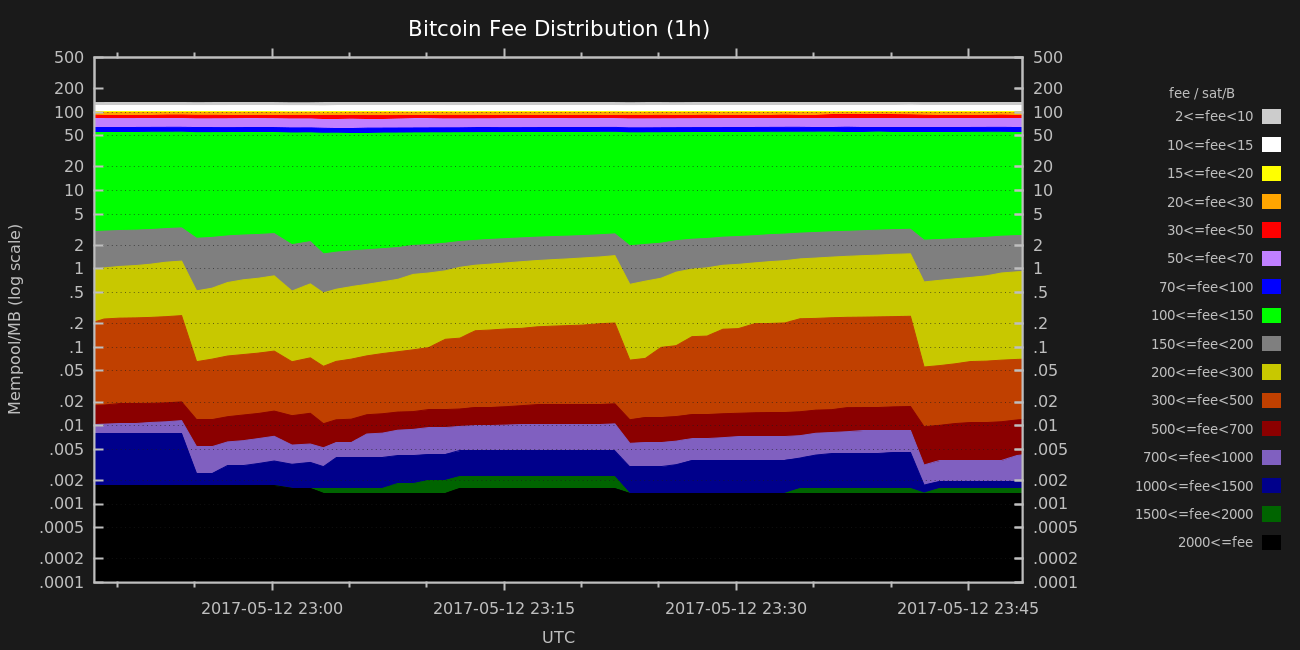 Bitcoin Fee Distribution (1h)
Mempool/MB (log scale)
500
200
100
50
20
10
5
2
1
.5
.2
.1
.05
.02
.01
.005
.002
.001
.0005
.0002
.0001
500
200
100
50
20
10
5
2
1
.5
.2
.1
.05
.02
.01
.005
.002
.001
.0005
.0002
.0001
2017-05-12 23:00 2017-05-12 23:15 2017-05-12 23:30 2017-05-12 23:45
UTC
fee / sat/B
2<=fee<10
10<=fee<15
15<=fee<20
20<=fee<30
30<=fee<50
50<=fee<70
70<=fee<100
100<=fee<150
150<=fee<200
200<=fee<300
300<=fee<500
500<=fee<700
700<=fee<1000
1000<=fee<1500
1500<=fee<2000
2000<=fee